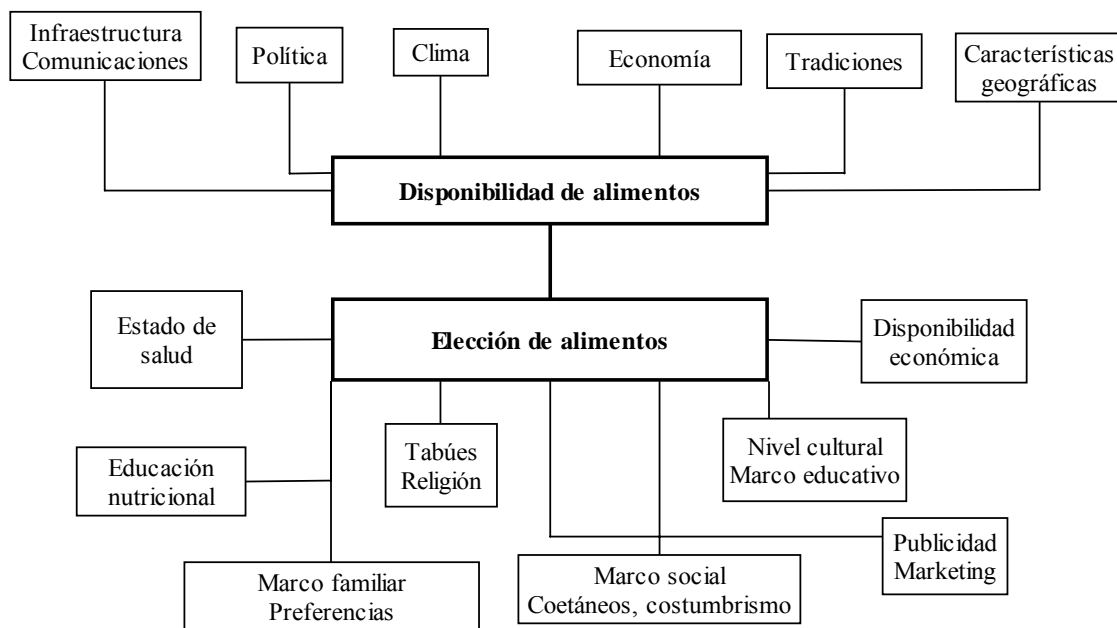 Infraestructura
Comunicaciones
Política
Clima
Economía
Tradiciones
Características
geográficas
Disponibilidad de alimentos
Estado de
salud
Elección de alimentos
Disponibilidad
económica
Educación
nutricional
Tabúes
Religión
Nivel cultural
Marco educativo
Marco familiar
Preferencias
Marco social
Coetáneos, costumbrismo
Publicidad
Marketing